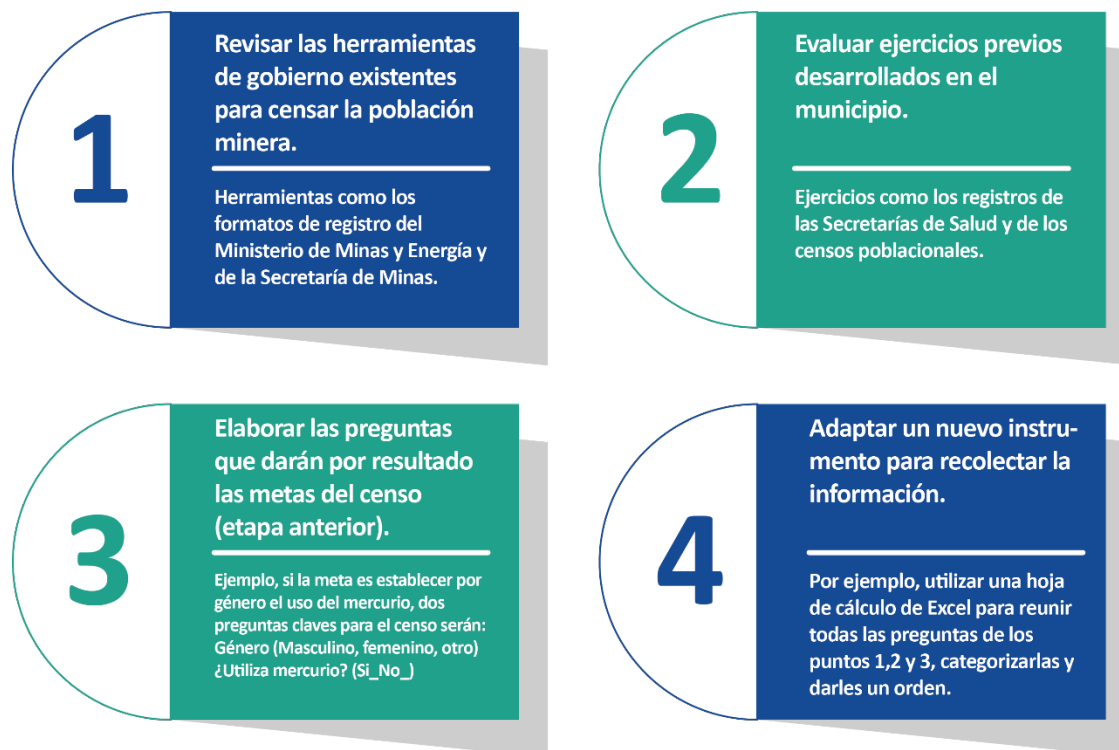 1
Revisar las herramientas
de gobierno existentes
para censar la población
minera.
Herramientas como los
formatos de registro del
Ministerio de Minas y Energía y
de la Secretaría de Minas.
2
Evaluar ejercicios previos
desarrollados en el
municipio.
Ejercicios como los registros de
las Secretarías de Salud y de los
censos poblacionales.
3
Elaborar las preguntas
que darán por resultado
las metas del censo
(etapa anterior).
Ejemplo, si la meta es establecer por
género el uso del mercurio, dos
preguntas claves para el censo serán:
Género (Masculino, femenino, otro)
¿Utiliza mercurio? (Si_No_)
4
Adaptar un nuevo instru-
mento para recolectar la
información.
Por ejemplo, utilizar una hoja
de cálculo de Excel para reunir
todas las preguntas de los
puntos 1,2 y 3, categorizarlas y
darles un orden.